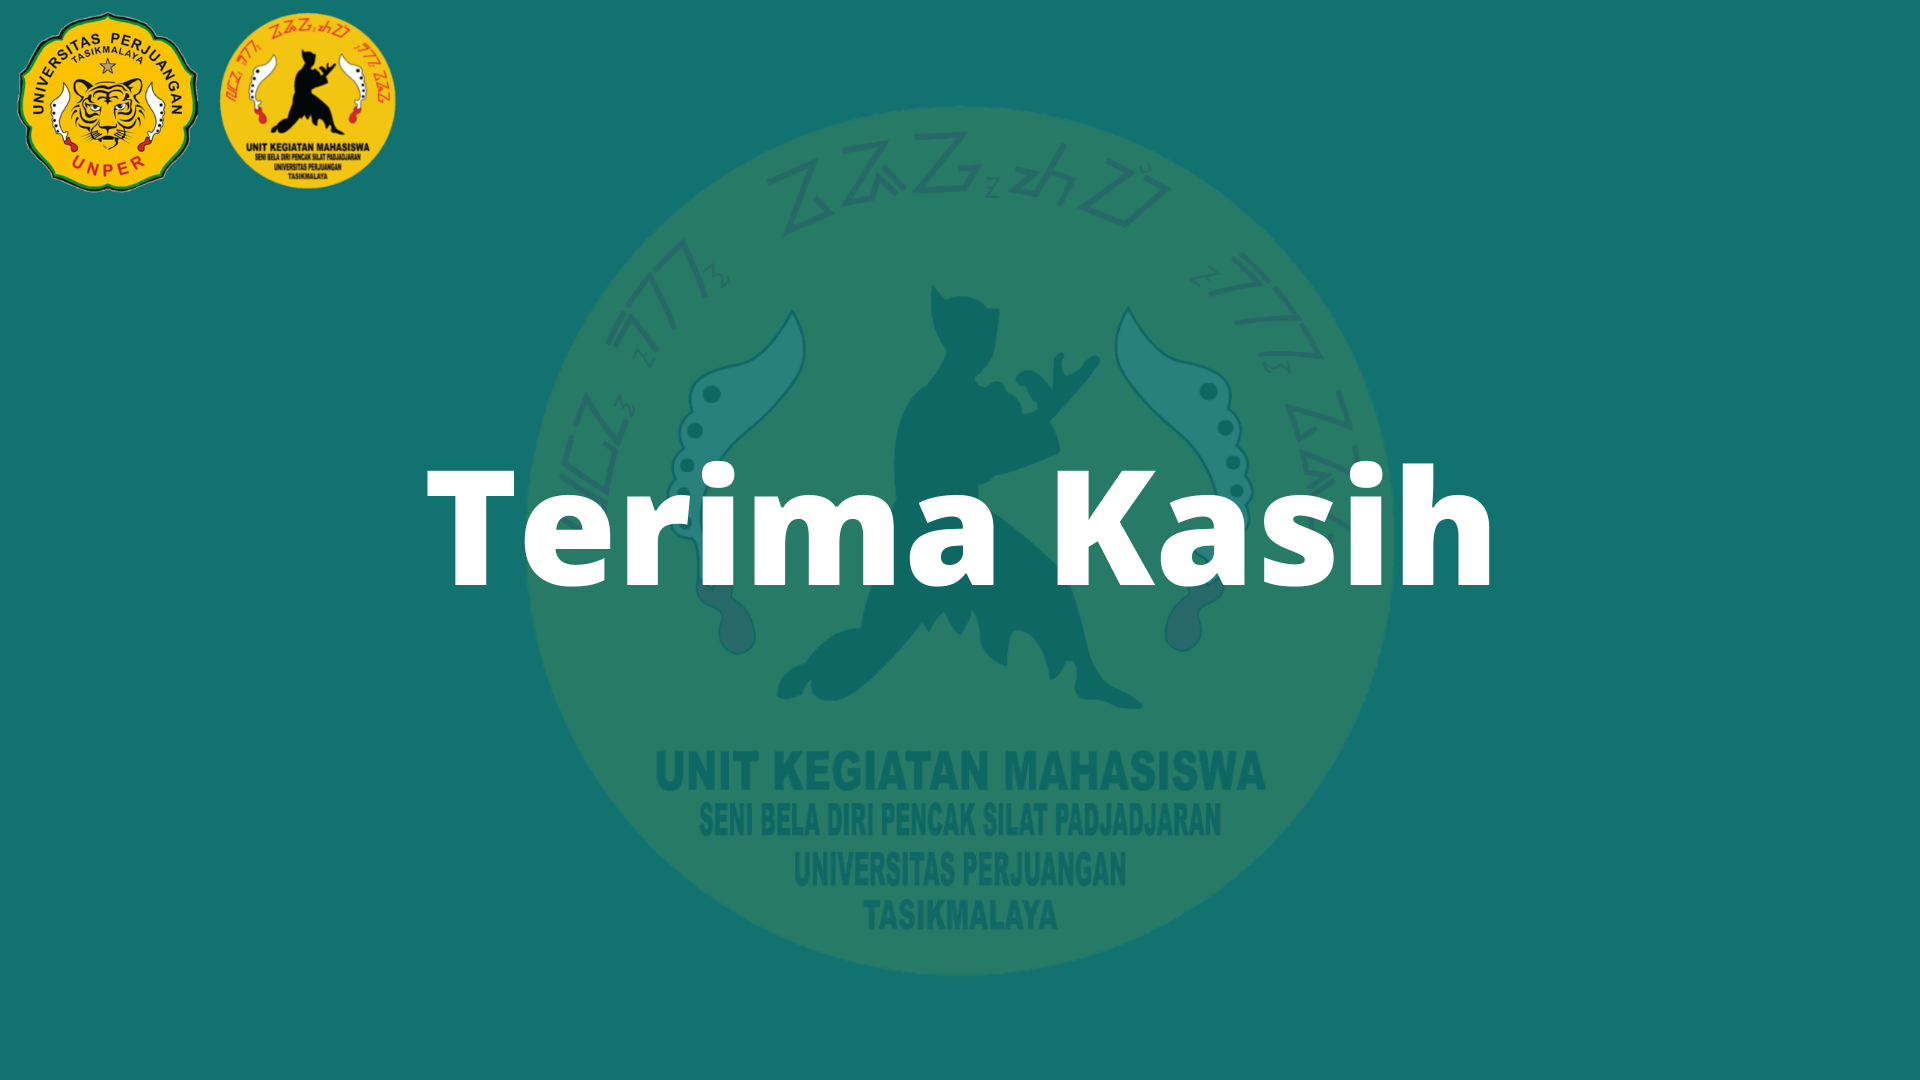 UNIVERSITAS PERJUANGAN
TASIKMALAYA
UNPER
UNIT KEGIATAN MAHASISWA
SENI BELA DIRI PENCAK SILAT PADJADJARAN
UNIVERSITAS PERJUANGAN
TASIKMALAYA
Terima Kasih
UNIT KEGIATAN MAHASISWA
SENI BELA DIRI PENCAK SILAT PADJADJARAN
UNIVERSITAS PERJUANGAN
TASIKMALAYA